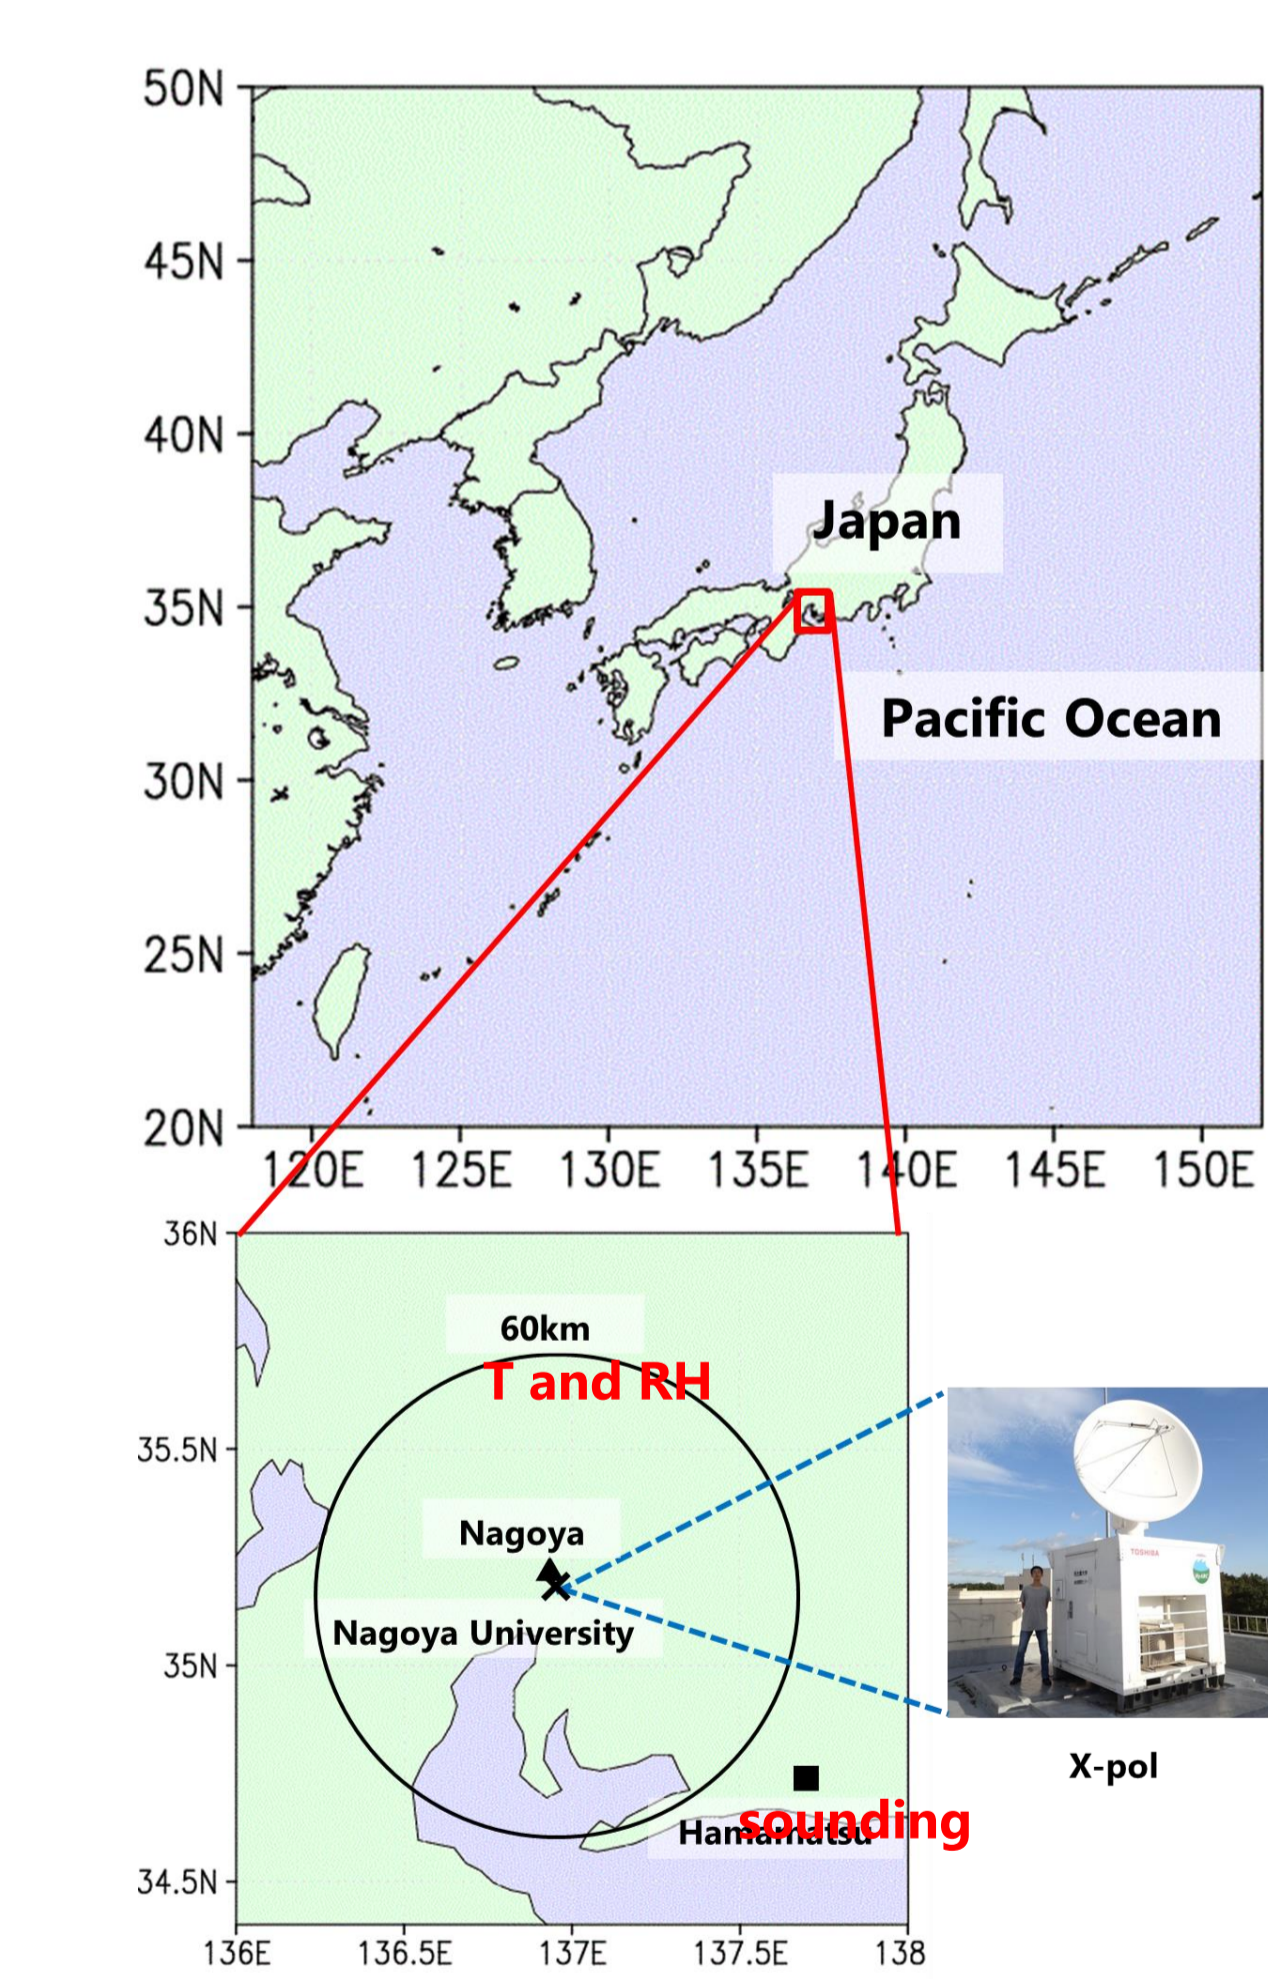 50N
45N
40N
35N
30N
25N
20N
Japan
Pacific Ocean
120E 125E 130E 135E 140E 145E 150E
36N
35.5N
35N
34.5N
60km
T and RH
Nagoya
Nagoya University
Hamamatsu
sounding
136E 136.5E 137E 137.5E 138
TOSHIBA
X-pol